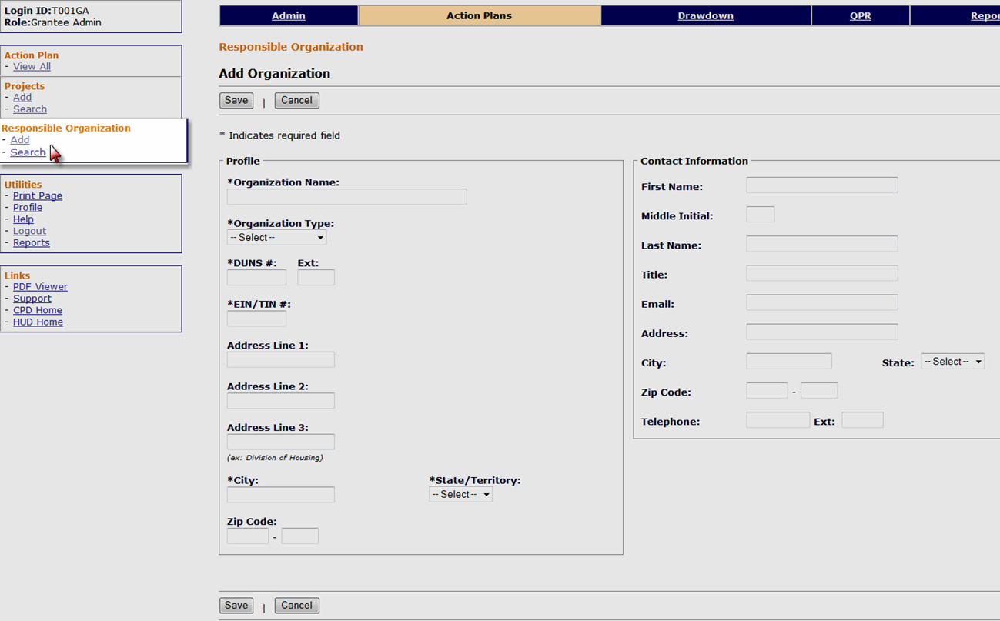 Login ID:T001GA
Role:Grantee Admin
Action Plan
- View All
Projects
- Add
- Search
Responsible Organization
- Add
- Search
Utilities
- Print Page
- Profile
- Help
- Logout
- Reports
Links
- PDF Viewer
- Support
- CPD Home
- HUD Home
Admin Action Plans Drawdown QPR Repor
Responsible Organization
Add Organization
Save | Cancel
* Indicates required field
Profile
*Organization Name:
*Organization Type:
-- Select --
*DUNS #: Ext:
*EIN/TIN #:
Address Line 1:
Address Line 2:
Address Line 3:
(ex: Division of Housing)
*City: *State/Territory:
-- Select --
Zip Code:
-
Contact Information
First Name:
Middle Initial:
Last Name:
Title:
Email:
Address:
City: State: -- Select --
Zip Code: -
Telephone: Ext:
Save | Cancel